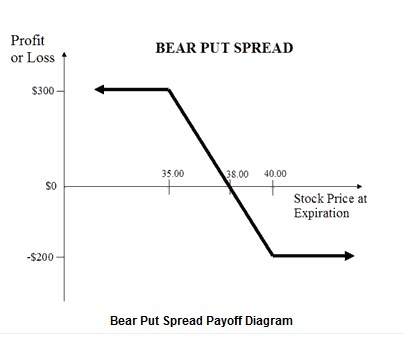 Profit
or Loss
BEAR PUT SPREAD
$300
35.00 38.00 40.00
$0
Stock Price at
Expiration
-$200
Bear Put Spread Payoff Diagram